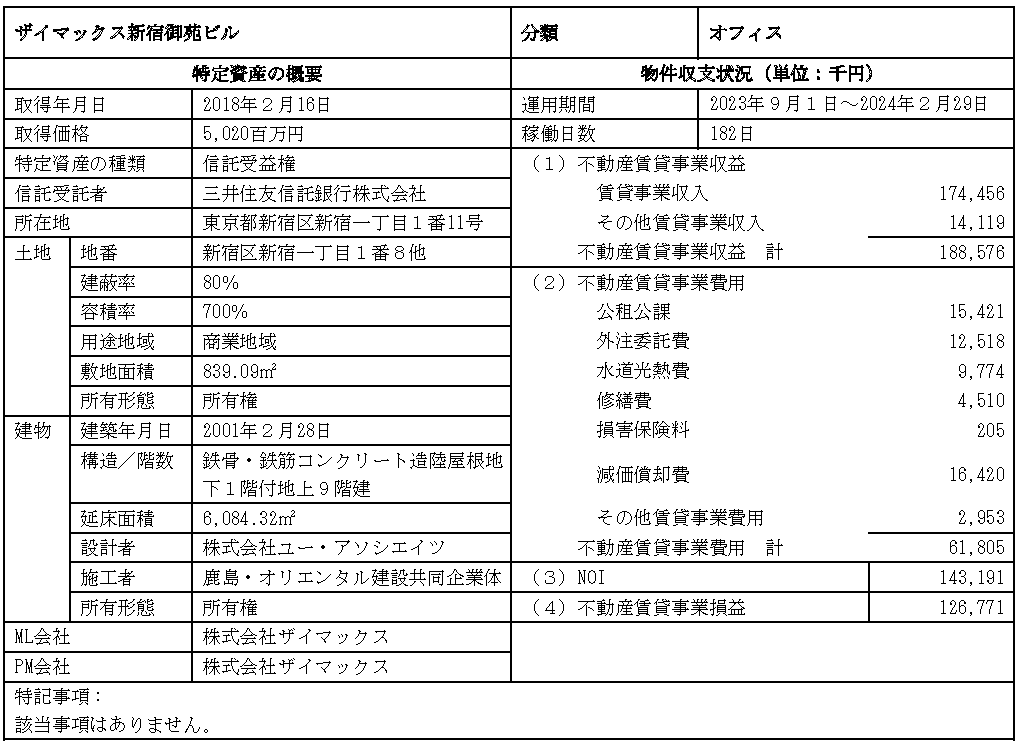 ザイマックス新宿御苑ビル 分類 オフィス
特定資産の概要 物件収支状況（単位：千円）
取得年月日 2018年２月16日 運用期間 2023年９月１日～2024年２月29日
取得価格 5,020百万円 稼働日数 182日
特定資産の種類 信託受益権 （１）不動産賃貸事業収益
信託受託者 三井住友信託銀行株式会社 賃貸事業収入 174,456
所在地 東京都新宿区新宿一丁目１番11号 その他賃貸事業収入 14,119
土地 地番 新宿区新宿一丁目１番８他 不動産賃貸事業収益　計 188,576
建蔽率 80% （２）不動産賃貸事業費用
容積率 700% 公租公課 15,421
用途地域 商業地域 外注委託費 12,518
敷地面積 839.09㎡ 水道光熱費 9,774
所有形態 所有権 修繕費 4,510
建物 建築年月日 2001年２月28日 損害保険料 205
構造／階数 鉄骨・鉄筋コンクリート造陸屋根地
下１階付地上９階建 減価償却費 16,420
延床面積 6,084.32㎡ その他賃貸事業費用 2,953
設計者 株式会社ユー・アソシエイツ 不動産賃貸事業費用　計 61,805
施工者 鹿島・オリエンタル建設共同企業体 （３）NOI 143,191
所有形態 所有権 （４）不動産賃貸事業損益 126,771
ML会社 株式会社ザイマックス
PM会社 株式会社ザイマックス
特記事項：
該当事項はありません。